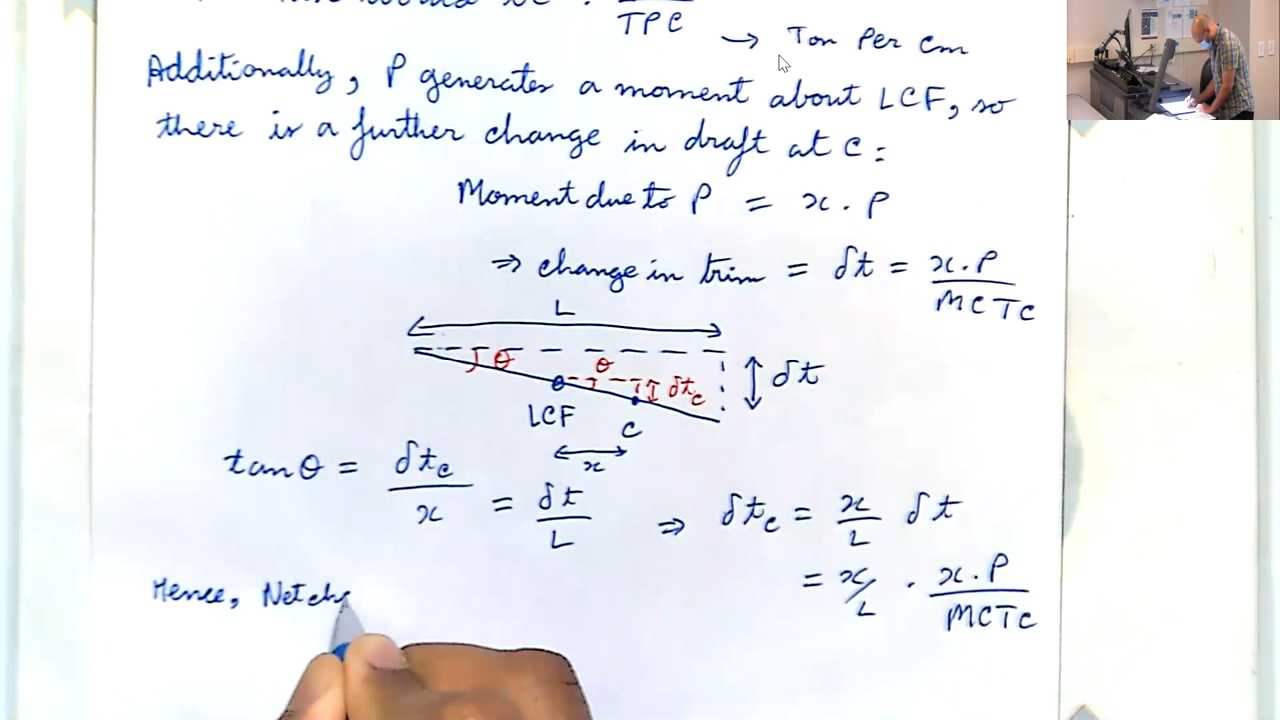 TPC → Ton Per Cm
Additionally, P generates a moment about LCF, so
there is a further change in draft at C:
Moment due to P = x . P
⇒ change in trim = δt = x.P / MCTC
L
θ θ δtc δt
LCF C
x
tanθ = δtc / x = δt / L ⇒ δtc = x / L δt
= x/L . x.P / MCTC
Hence, Net ch